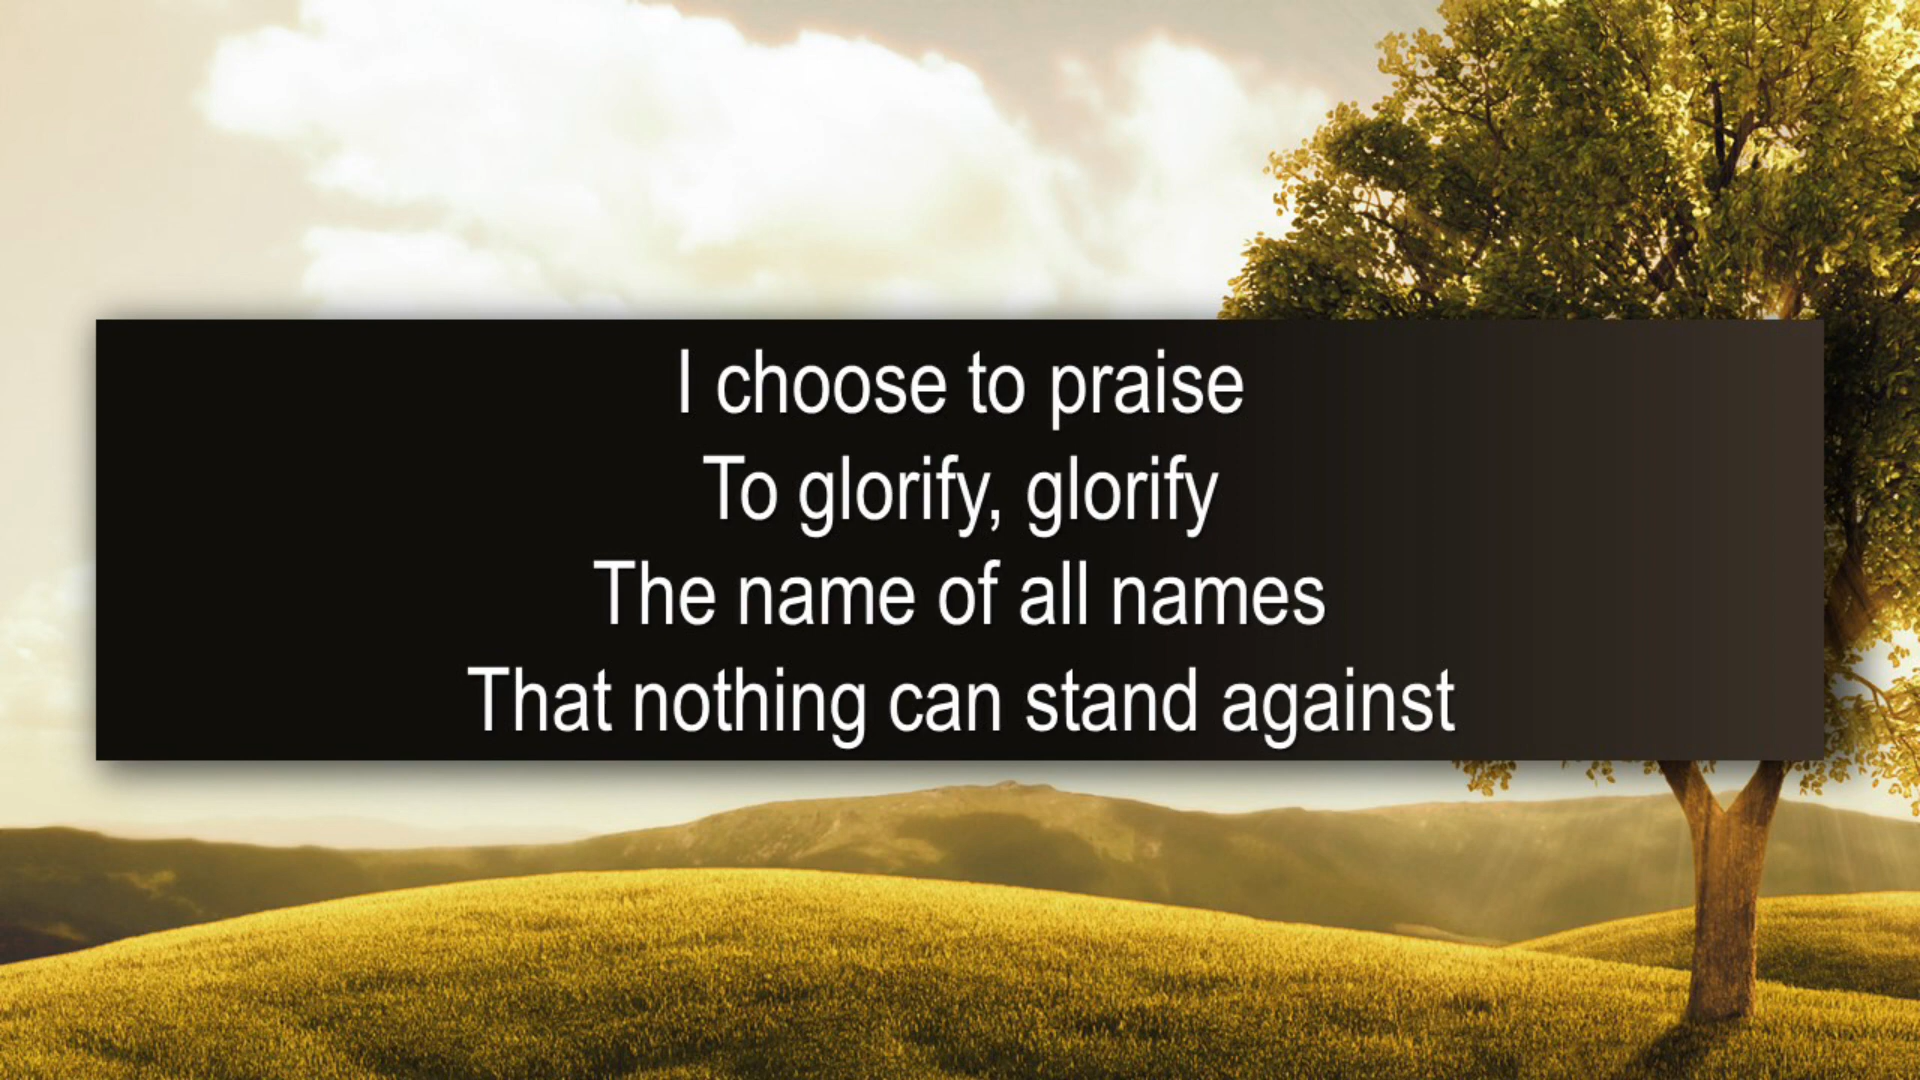 I choose to praise
To glorify, glorify
The name of all names
That nothing can stand against